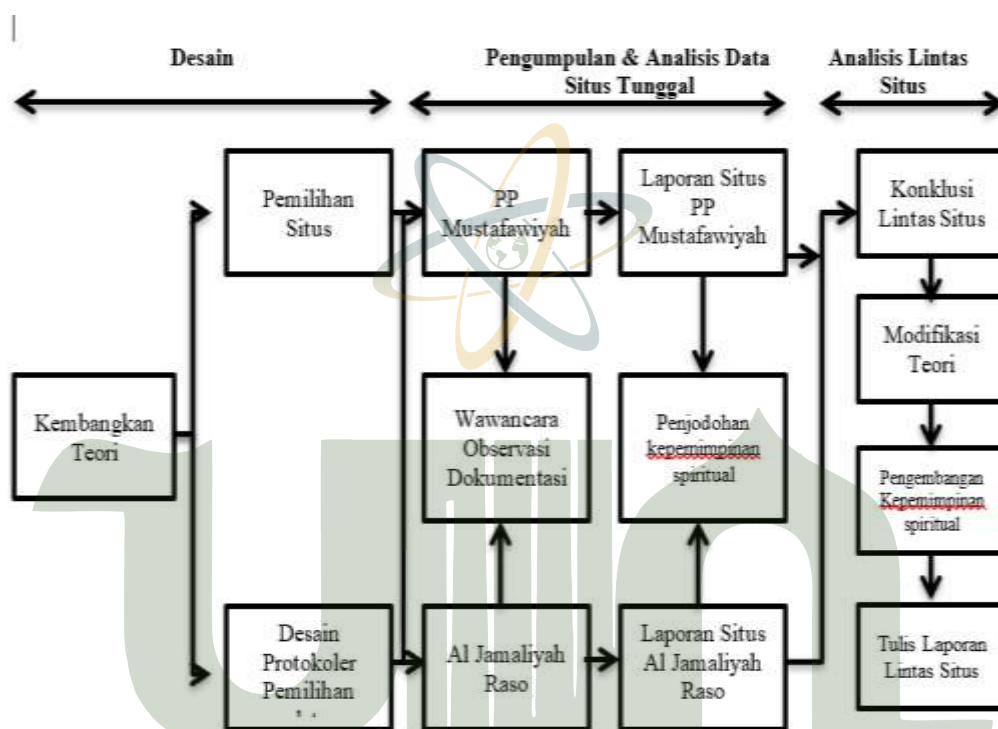 Desain
Pengumpulan & Analisis Data
Situs Tunggal
Analisis Lintas
Situs
Pemilihan
Situs
PP
Mustafawiyah
Laporan Situs
PP
Mustafawiyah
Konklusi
Lintas Situs
Modifikasi
Teori
Kembangkan
Teori
Wawancara
Observasi
Dokumentasi
Penjodohan
kepemimpinan
spiritual
Pengembangan
Kepemimpinan
spiritual
Desain
Protokoler
Pemilihan
Al Jamaliyah
Raso
Laporan Situs
Al Jamaliyah
Raso
Tulis Laporan
Lintas Situs